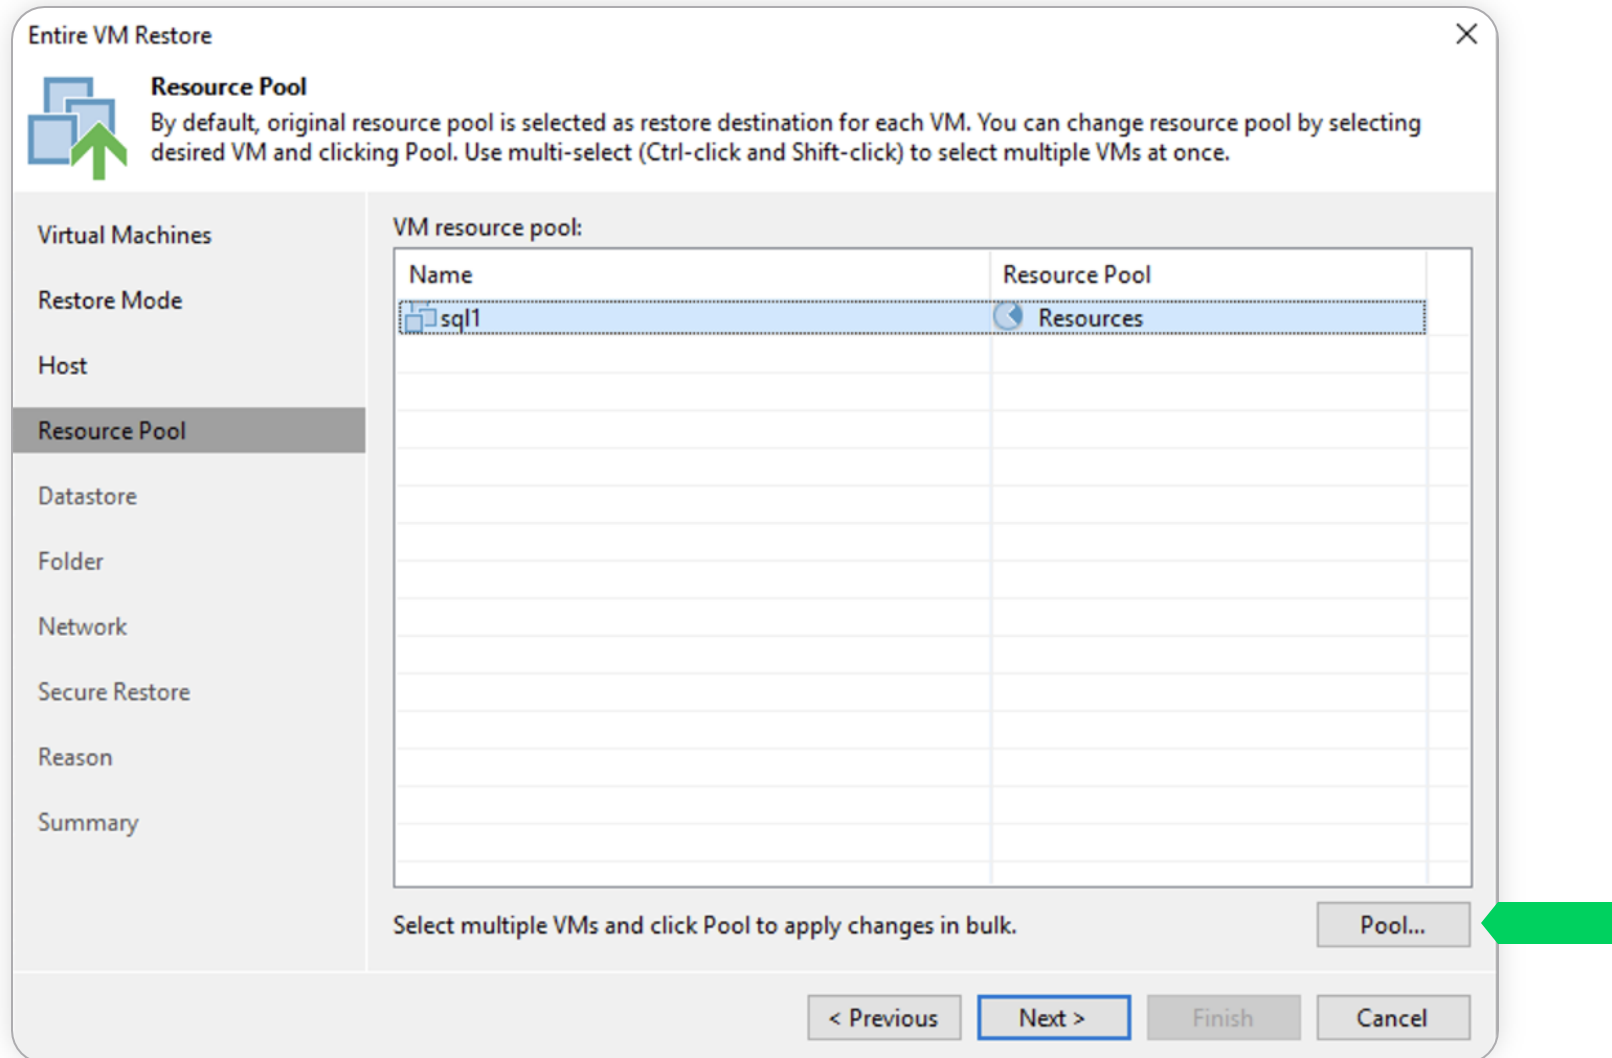 Entire VM Restore
Resource Pool
By default, original resource pool is selected as restore destination for each VM. You can change resource pool by selecting
desired VM and clicking Pool. Use multi-select (Ctrl-click and Shift-click) to select multiple VMs at once.
Virtual Machines
Restore Mode
Host
Resource Pool
Datastore
Folder
Network
Secure Restore
Reason
Summary
VM resource pool:
Name Resource Pool
sql1 Resources
Select multiple VMs and click Pool to apply changes in bulk.
Pool...
< Previous Next > Finish Cancel